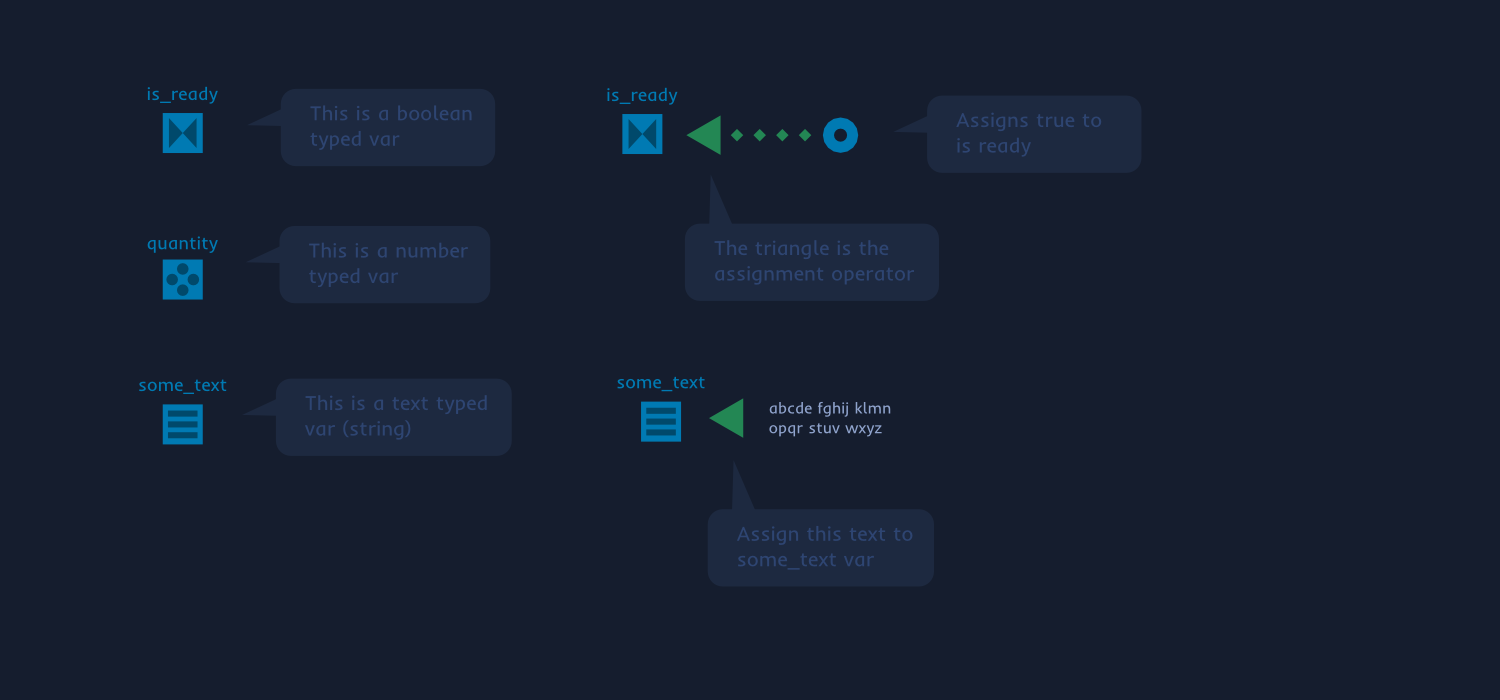 is_ready
This is a boolean
typed var
quantity
This is a number
typed var
some_text
This is a text typed
var (string)
is_ready
Assigns true to
is ready
The triangle is the
assignment operator
some_text
abcde fghij klmn
opqr stuv wxyz
Assign this text to
some_text var